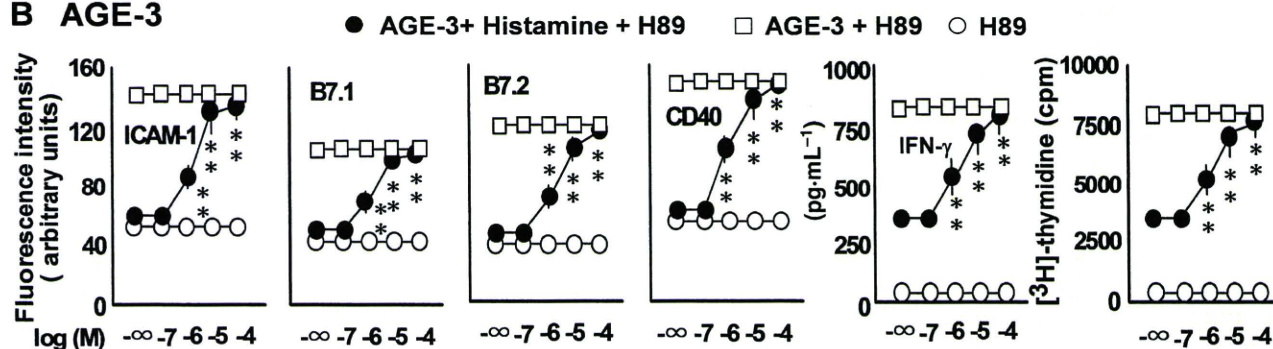 B AGE-3
AGE-3+ Histamine + H89 AGE-3 + H89 H89
Fluorescence intensity
( arbitrary units)
160
120
80
40
0
ICAM-1
* *
* *
* *
B7.1
* *
* *
* *
B7.2
* *
* *
* *
CD40
* *
* *
* *
(pg·mL⁻¹)
1000
750
500
250
0
IFN-γ
* *
* *
* *
[³H]-thymidine (cpm)
10000
7500
5000
2500
0
* *
* *
* *
log (M) -∞ -7 -6 -5 -4 -∞ -7 -6 -5 -4 -∞ -7 -6 -5 -4 -∞ -7 -6 -5 -4 -∞ -7 -6 -5 -4 -∞ -7 -6 -5 -4